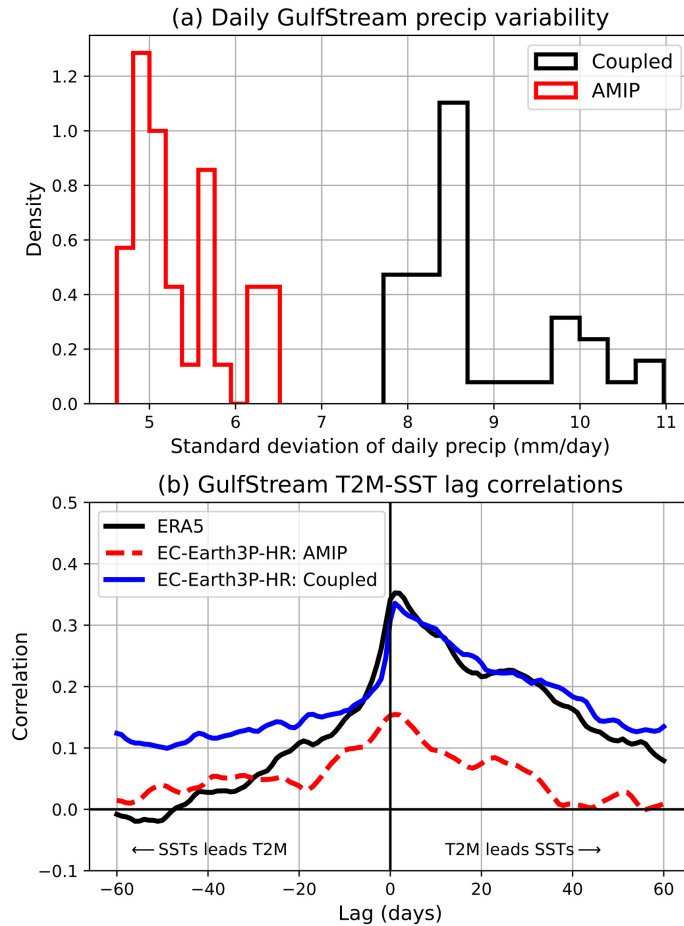 (a) Daily GulfStream precip variability
Coupled
AMIP
1.2
1.0
0.8
0.6
0.4
0.2
0.0
Density
5 6 7 8 9 10 11
Standard deviation of daily precip (mm/day)
(b) GulfStream T2M-SST lag correlations
ERA5
EC-Earth3P-HR: AMIP
EC-Earth3P-HR: Coupled
0.5
0.4
0.3
0.2
0.1
0.0
−0.1
Correlation
⟵ SSTs leads T2M
T2M leads SSTs ⟶
−60 −40 −20 0 20 40 60
Lag (days)